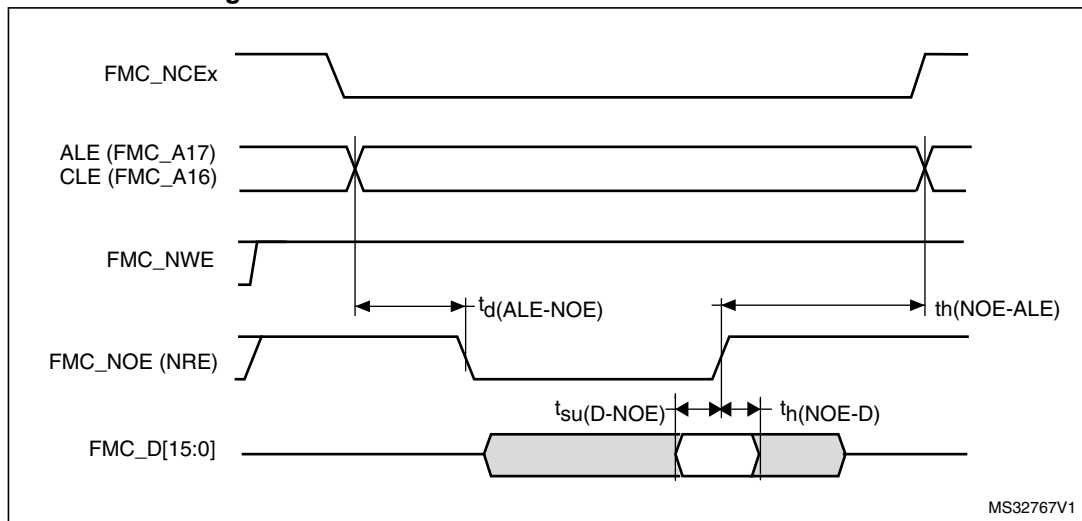 FMC_NCEx
ALE (FMC_A17)
CLE (FMC_A16)
FMC_NWE
td(ALE-NOE)
th(NOE-ALE)
FMC_NOE (NRE)
tsu(D-NOE)
th(NOE-D)
FMC_D[15:0]
MS32767V1